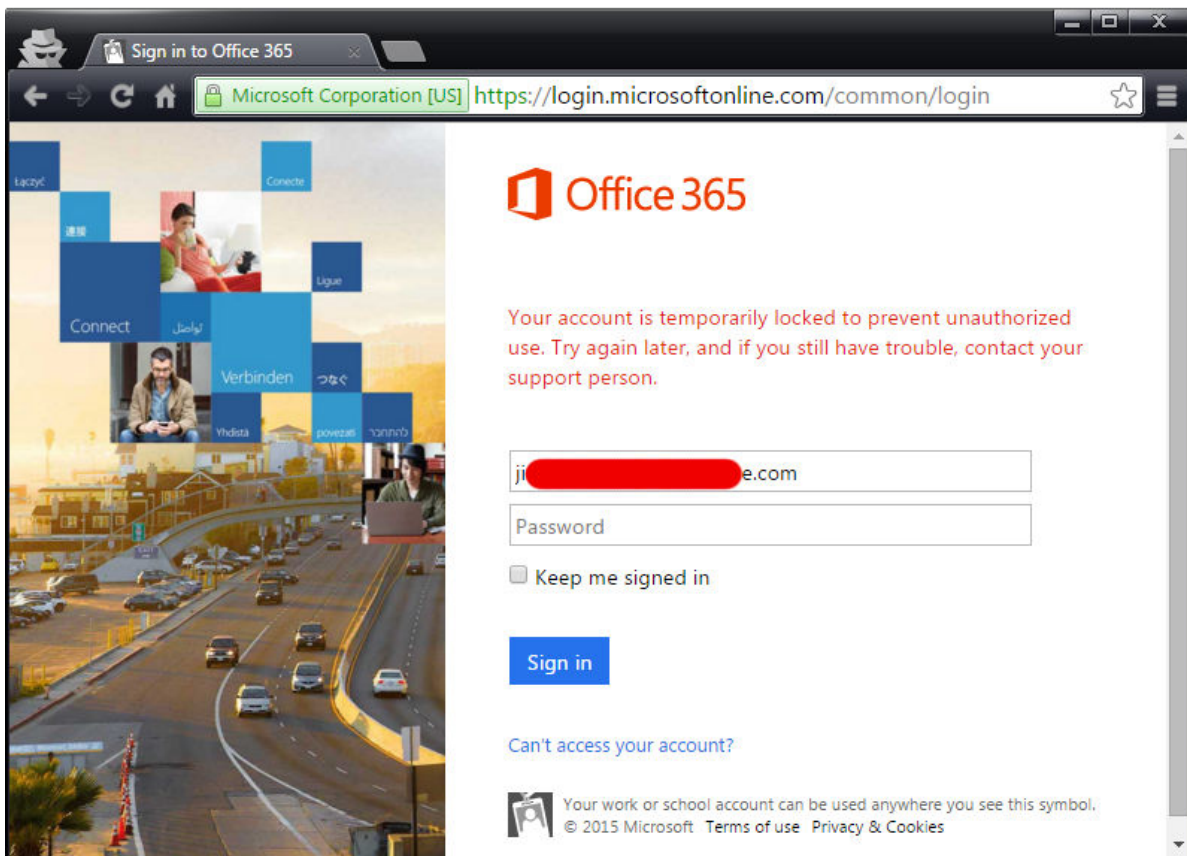 Sign in to Office 365
Microsoft Corporation [US] https://login.microsoftonline.com/common/login
Łączyć
Conecte
連接
Ligue
Connect
تواصل
Verbinden
つなぐ
Yhdistä
povezati
להתחבר
EXIT
Office 365
Your account is temporarily locked to prevent unauthorized
use. Try again later, and if you still have trouble, contact your
support person.
ji
e.com
Password
Keep me signed in
Sign in
Can't access your account?
Your work or school account can be used anywhere you see this symbol.
© 2015 Microsoft Terms of use Privacy & Cookies